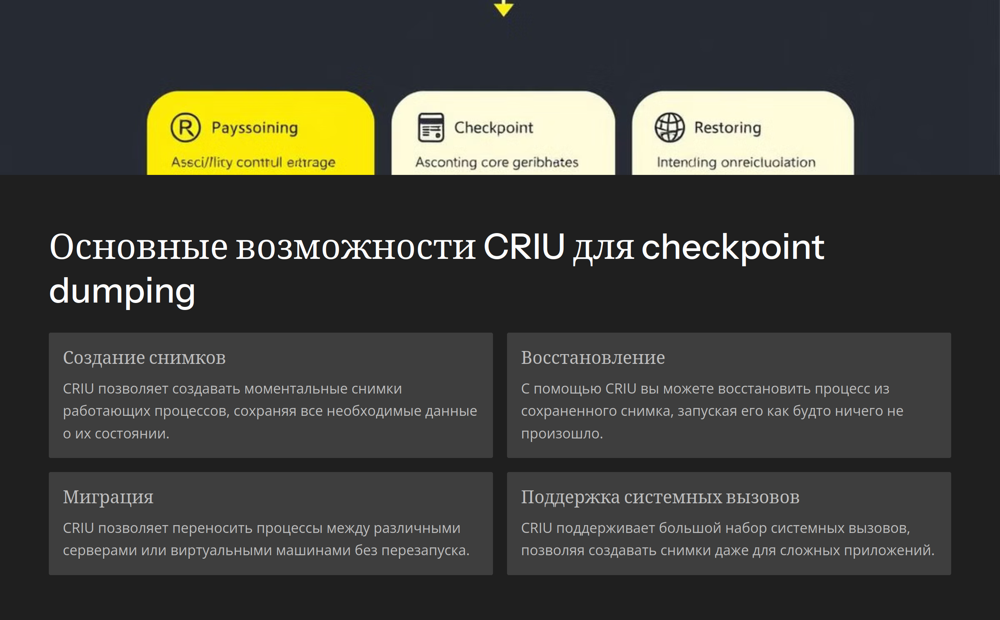 Payssoining
Checkpoint
Restoring
Assci/llity conttrul ertrage
Asconting core geribhates
Intending onreicluolation
Основные возможности CRIU для checkpoint
dumping
Создание снимков
CRIU позволяет создавать моментальные снимки
работающих процессов, сохраняя все необходимые данные
о их состоянии.
Восстановление
С помощью CRIU вы можете восстановить процесс из
сохраненного снимка, запуская его как будто ничего не
произошло.
Миграция
CRIU позволяет переносить процессы между различными
серверами или виртуальными машинами без перезапуска.
Поддержка системных вызовов
CRIU поддерживает большой набор системных вызовов,
позволяя создавать снимки даже для сложных приложений.